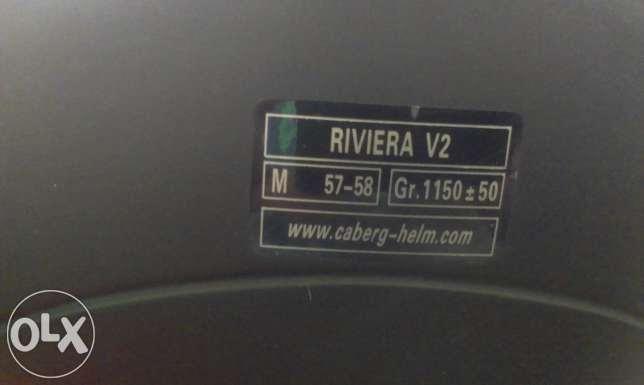 RIVIERA V2
M 57-58 Gr.1150±50
www.caberg-helm.com
OLX